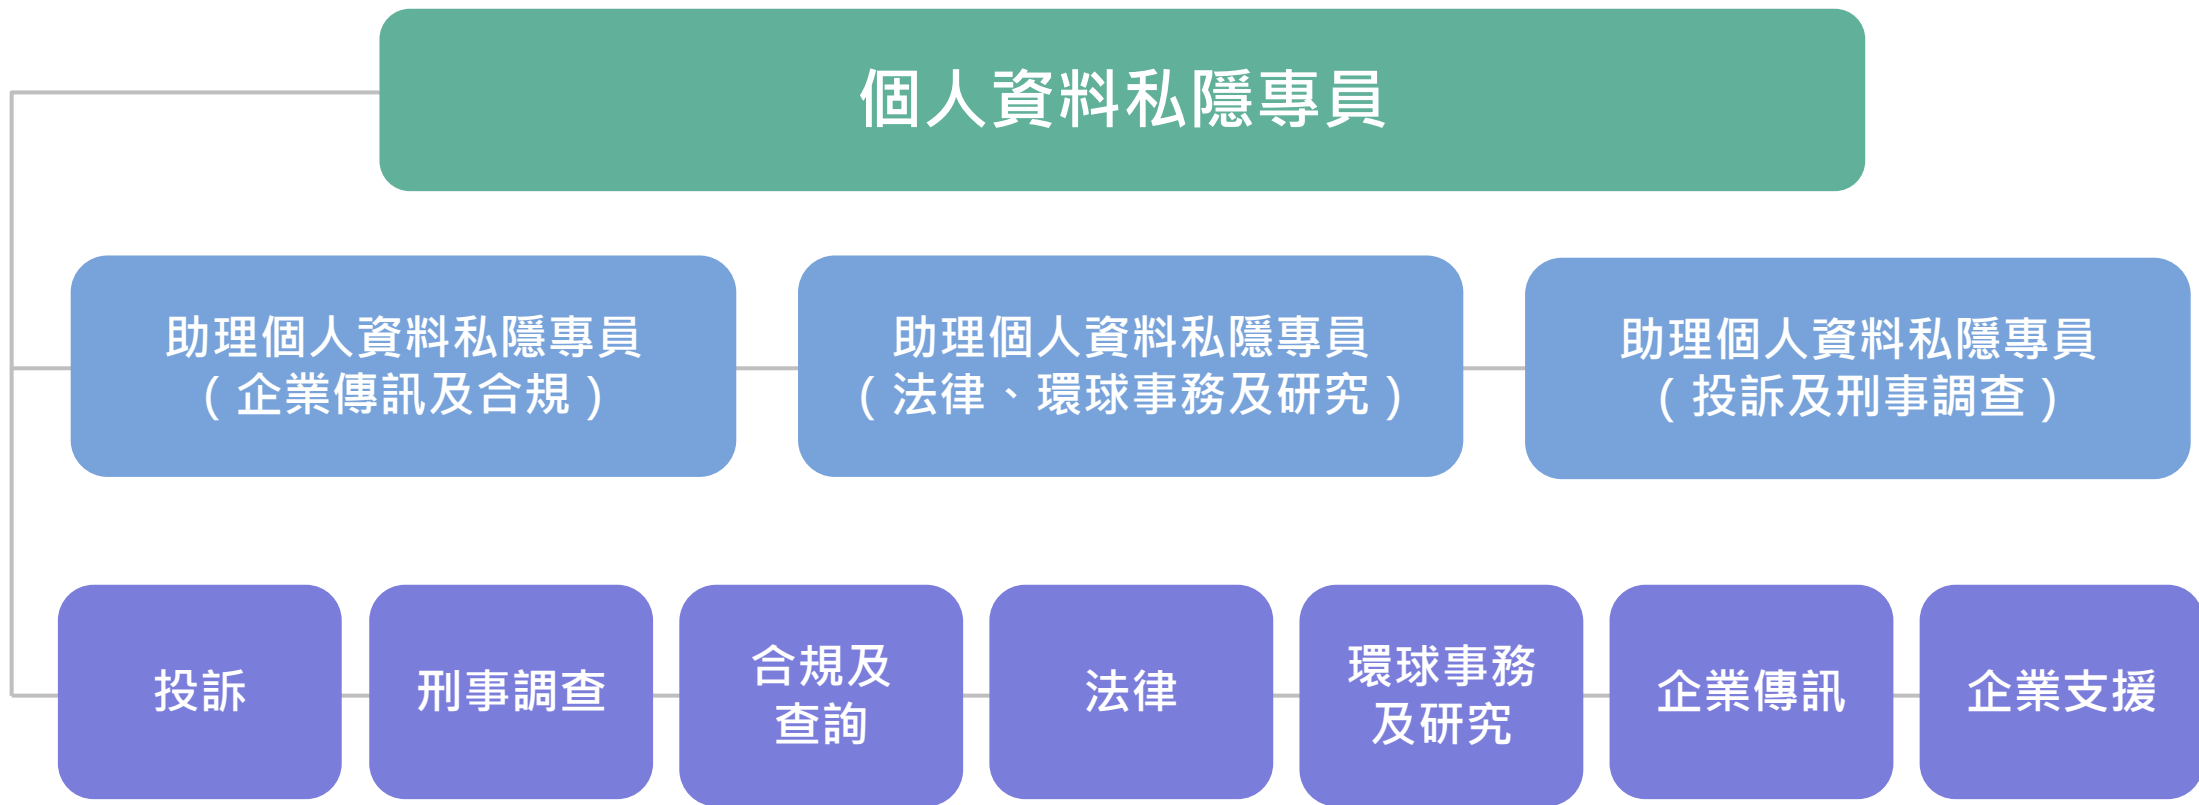 個人資料私隱專員
助理個人資料私隱專員
（企業傳訊及合規）
助理個人資料私隱專員
（法律、環球事務及研究）
助理個人資料私隱專員
（投訴及刑事調查）
投訴
刑事調查
合規及
查詢
法律
環球事務
及研究
企業傳訊
企業支援